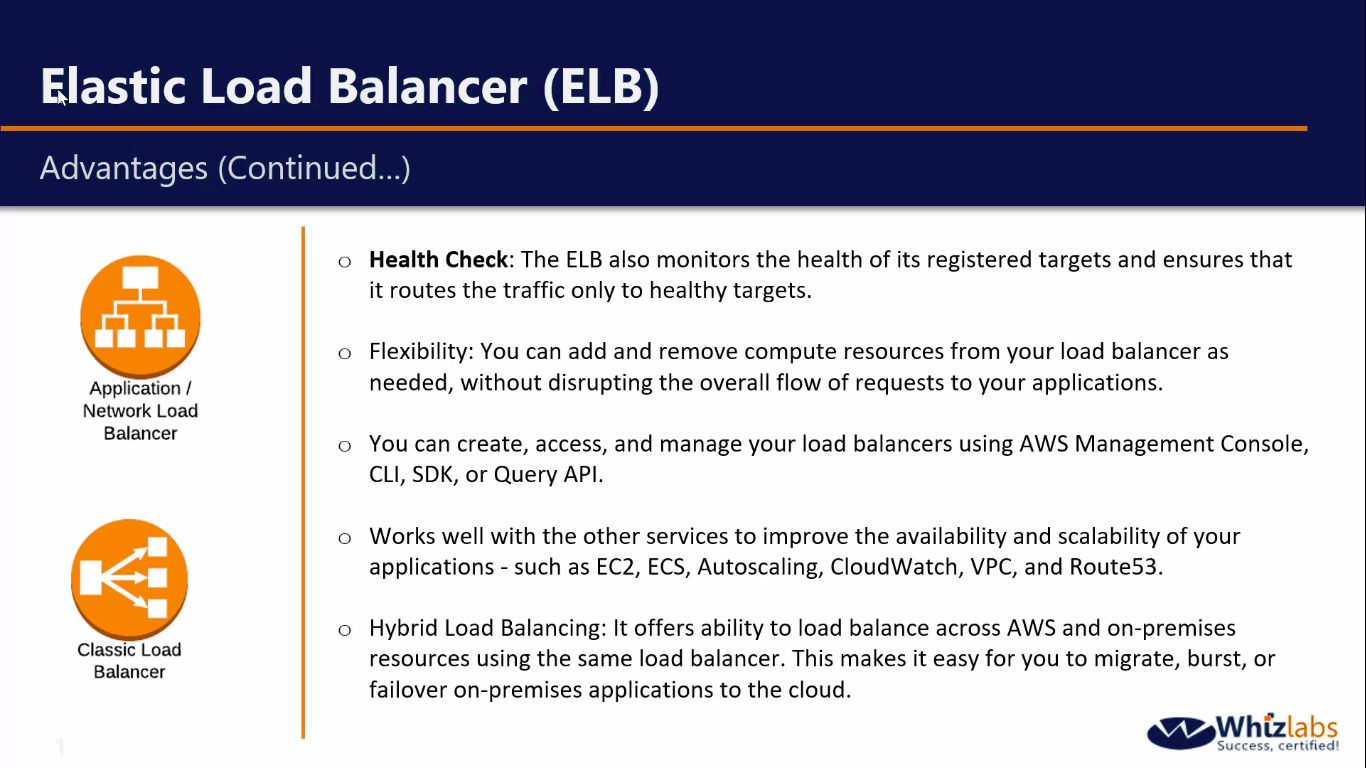 Elastic Load Balancer (ELB)
Advantages (Continued...)
Application /
Network Load
Balancer
Classic Load
Balancer
o Health Check: The ELB also monitors the health of its registered targets and ensures that
it routes the traffic only to healthy targets.
o Flexibility: You can add and remove compute resources from your load balancer as
needed, without disrupting the overall flow of requests to your applications.
o You can create, access, and manage your load balancers using AWS Management Console,
CLI, SDK, or Query API.
o Works well with the other services to improve the availability and scalability of your
applications - such as EC2, ECS, Autoscaling, CloudWatch, VPC, and Route53.
o Hybrid Load Balancing: It offers ability to load balance across AWS and on-premises
resources using the same load balancer. This makes it easy for you to migrate, burst, or
failover on-premises applications to the cloud.
1
Whizlabs
Success, certified!